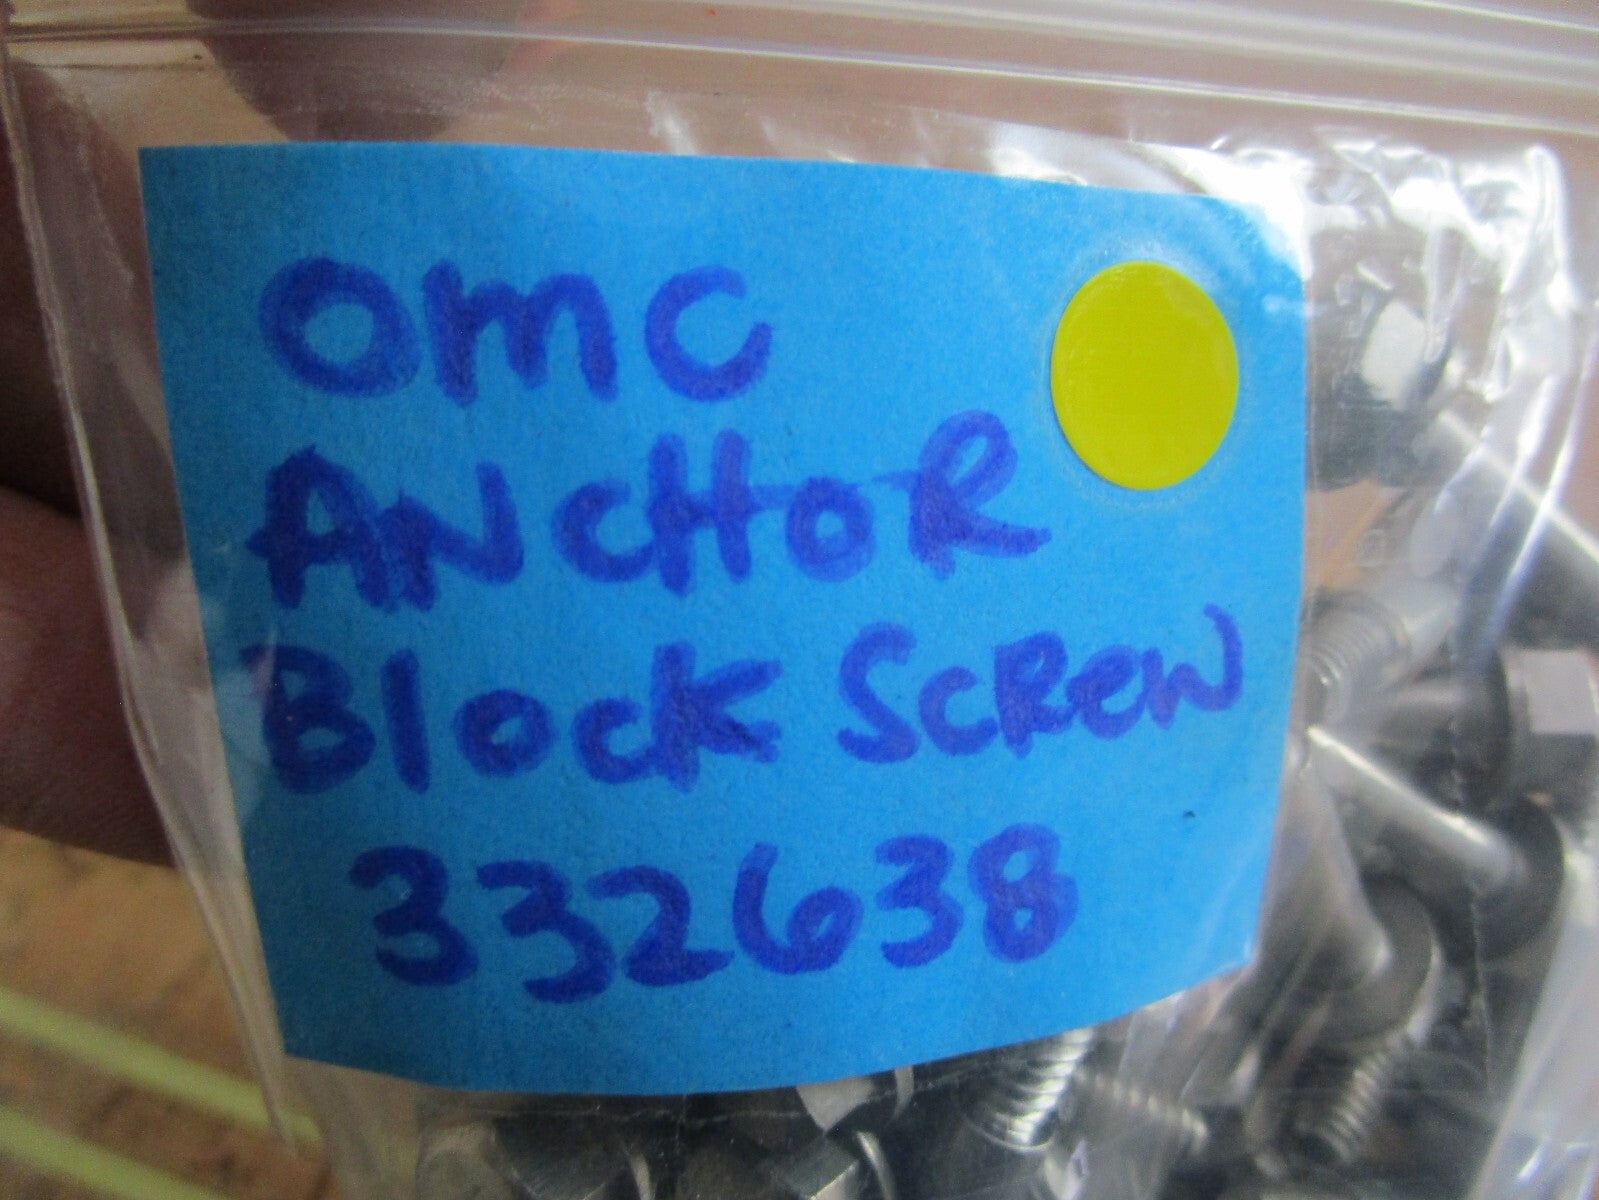 OMC
ANCHOR
BLOCK SCREW
332638